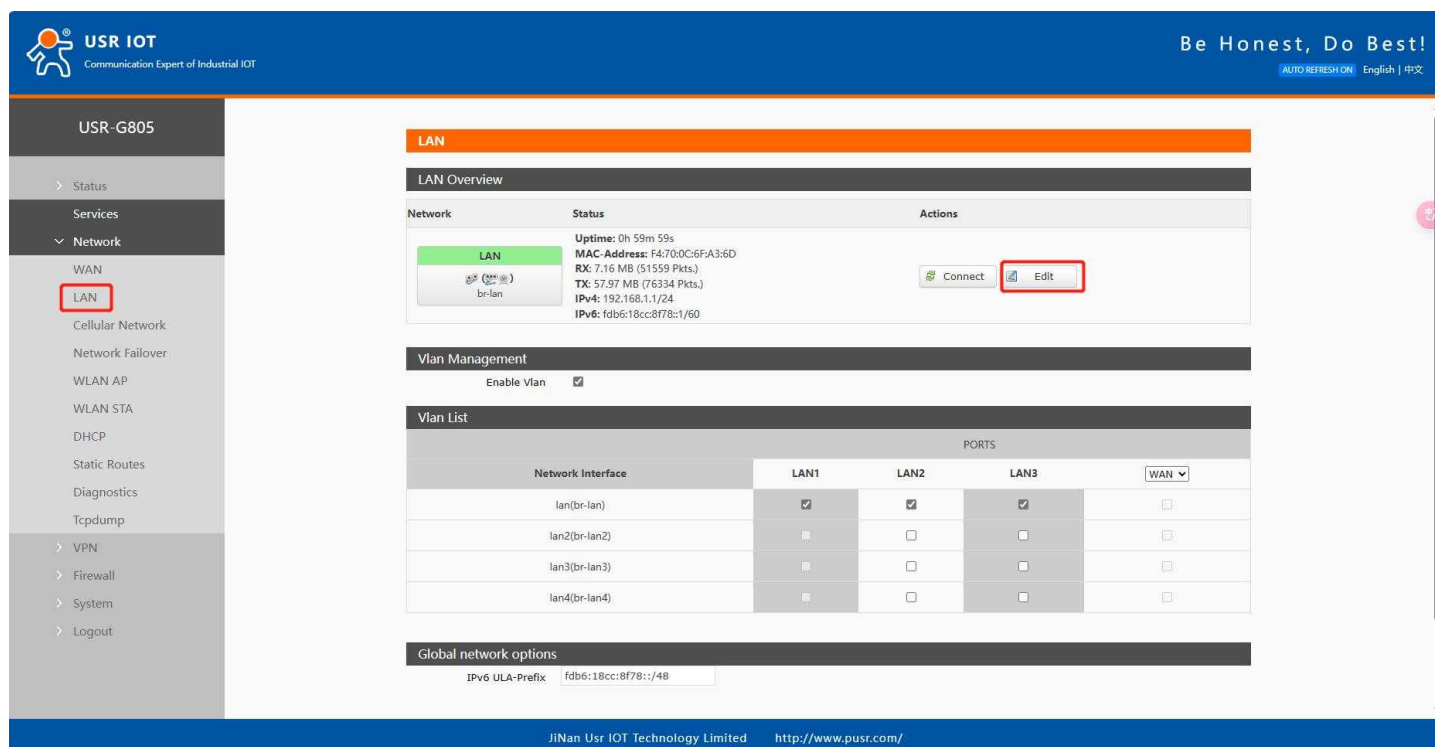 USR IOT
Communication Expert of Industrial IOT
Be Honest, Do Best!
AUTO REFRESH ON English | 中文
USR-G805
Status
Services
Network
WAN
LAN
Cellular Network
Network Failover
WLAN AP
WLAN STA
DHCP
Static Routes
Diagnostics
Tcpdump
VPN
Firewall
System
Logout
LAN
LAN Overview
Network Status Actions
LAN
br-lan
Uptime: 0h 59m 59s
MAC-Address: F4:70:0C:6F:A3:6D
RX: 7.16 MB (51559 Pkts.)
TX: 57.97 MB (76334 Pkts.)
IPv4: 192.168.1.1/24
IPv6: fdb6:18cc:8f78::1/60
Connect Edit
Vlan Management
Enable Vlan
Vlan List
PORTS
Network Interface LAN1 LAN2 LAN3 WAN
lan(br-lan)
lan2(br-lan2)
lan3(br-lan3)
lan4(br-lan4)
Global network options
IPv6 ULA-Prefix fdb6:18cc:8f78::/48
JiNan Usr IOT Technology Limited http://www.pusr.com/